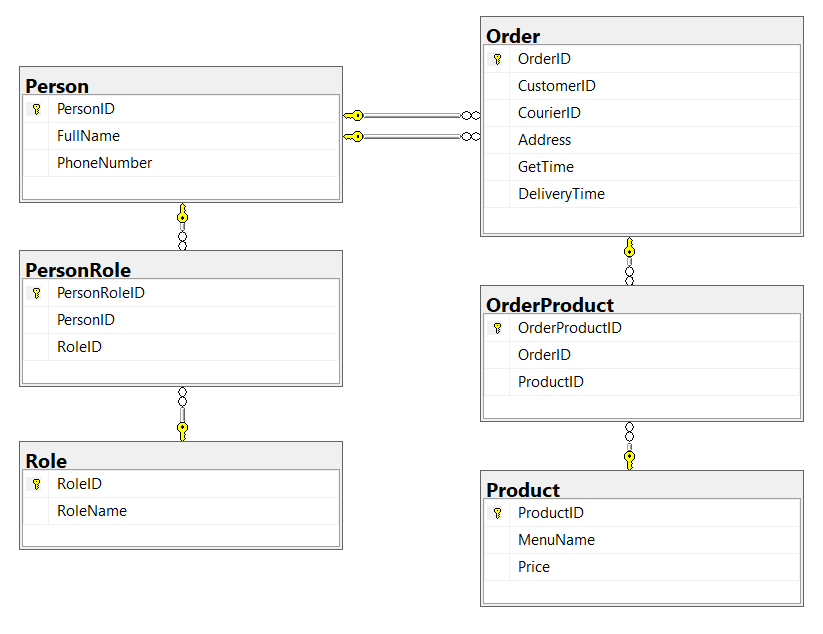 Person
PersonID
FullName
PhoneNumber
PersonRole
PersonRoleID
PersonID
RoleID
Role
RoleID
RoleName
Order
OrderID
CustomerID
CourierID
Address
GetTime
DeliveryTime
OrderProduct
OrderProductID
OrderID
ProductID
Product
ProductID
MenuName
Price